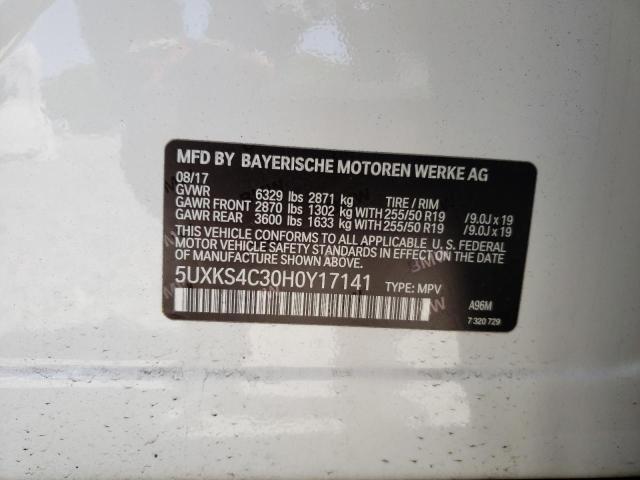 MFD BY BAYERISCHE MOTOREN WERKE AG
08/17
GVWR 6329 lbs 2871 kg TIRE / RIM
GAWR FRONT 2870 lbs 1302 kg WITH 255/50 R19 /9.0J x 19
GAWR REAR 3600 lbs 1633 kg WITH 255/50 R19 /9.0J x 19
THIS VEHICLE CONFORMS TO ALL APPLICABLE U. S. FEDERAL
MOTOR VEHICLE SAFETY STANDARDS IN EFFECT ON THE DATE
OF MANUFACTURE SHOWN ABOVE.
5UXKS4C30H0Y17141 TYPE: MPV
A96M
7 320 729